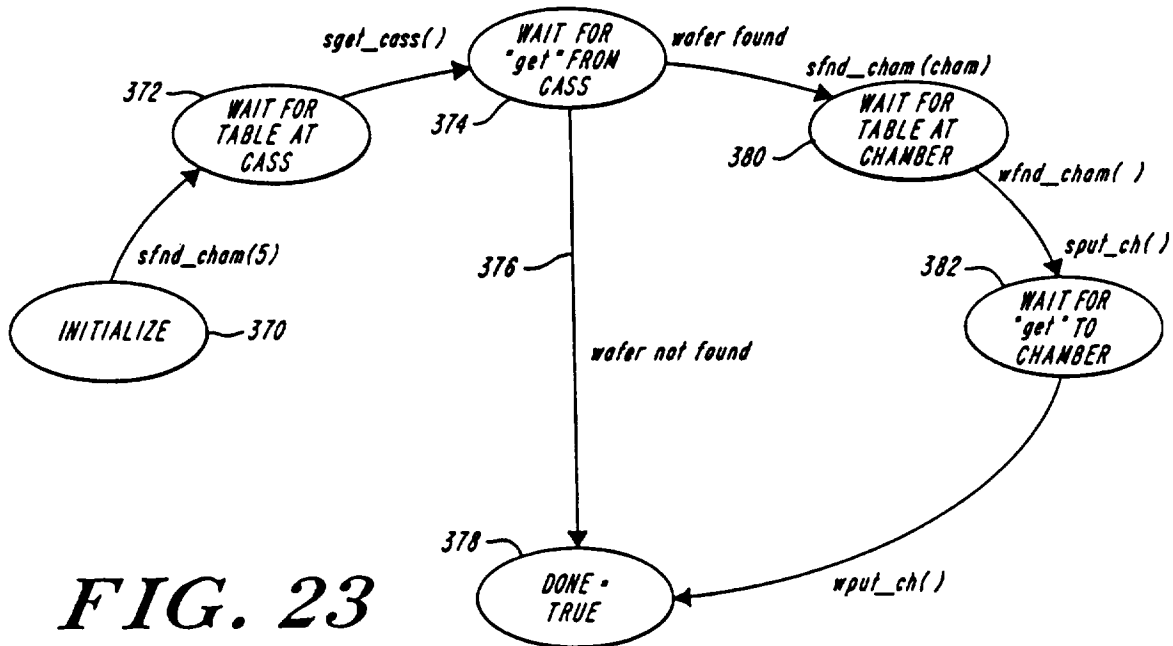 sget_cass()
WAIT FOR
"get" FROM
CASS
wafer found
sfnd_cham(cham)
372
WAIT FOR
TABLE AT
CASS
374
WAIT FOR
TABLE AT
CHAMBER
380
wfnd_cham( )
sfnd_cham(5)
sput_ch()
376
382
INITIALIZE
370
WAIT FOR
"get" TO
CHAMBER
wafer not found
378
DONE =
TRUE
wput_ch()
FIG. 23